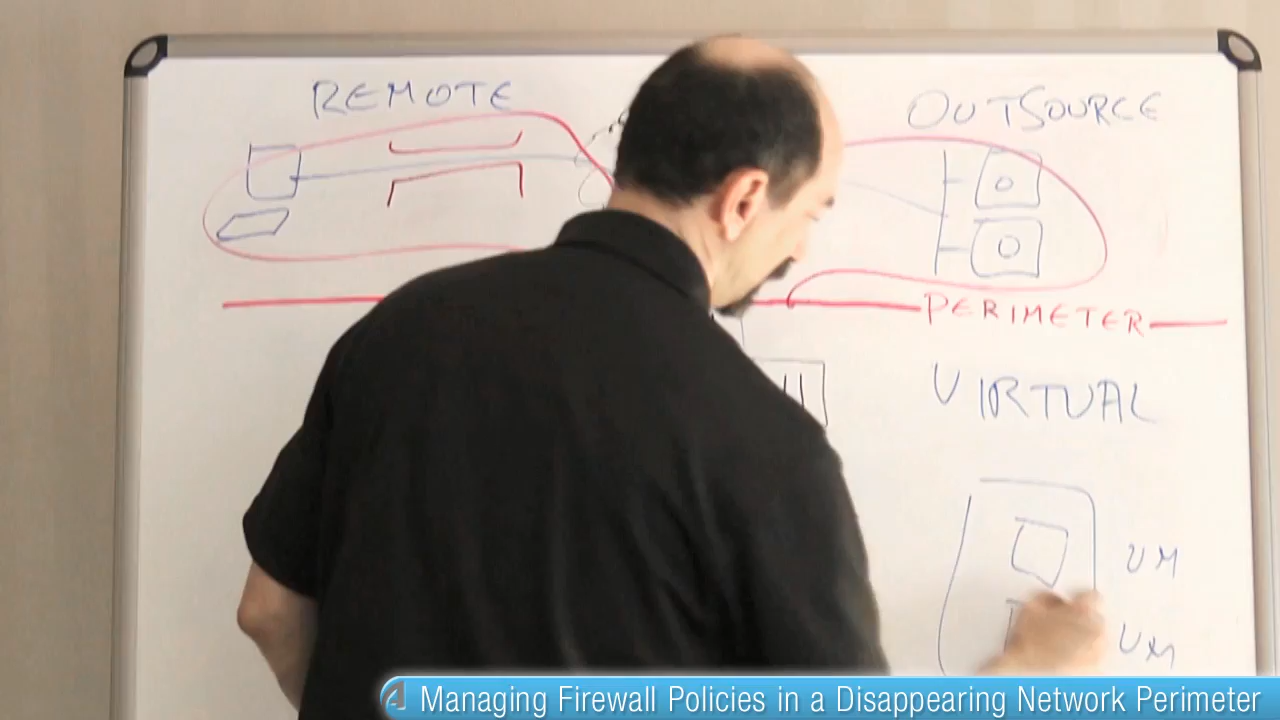 REMOTE
OUTSOURCE
PERIMETER
VIRTUAL
VM
VM
Managing Firewall Policies in a Disappearing Network Perimeter